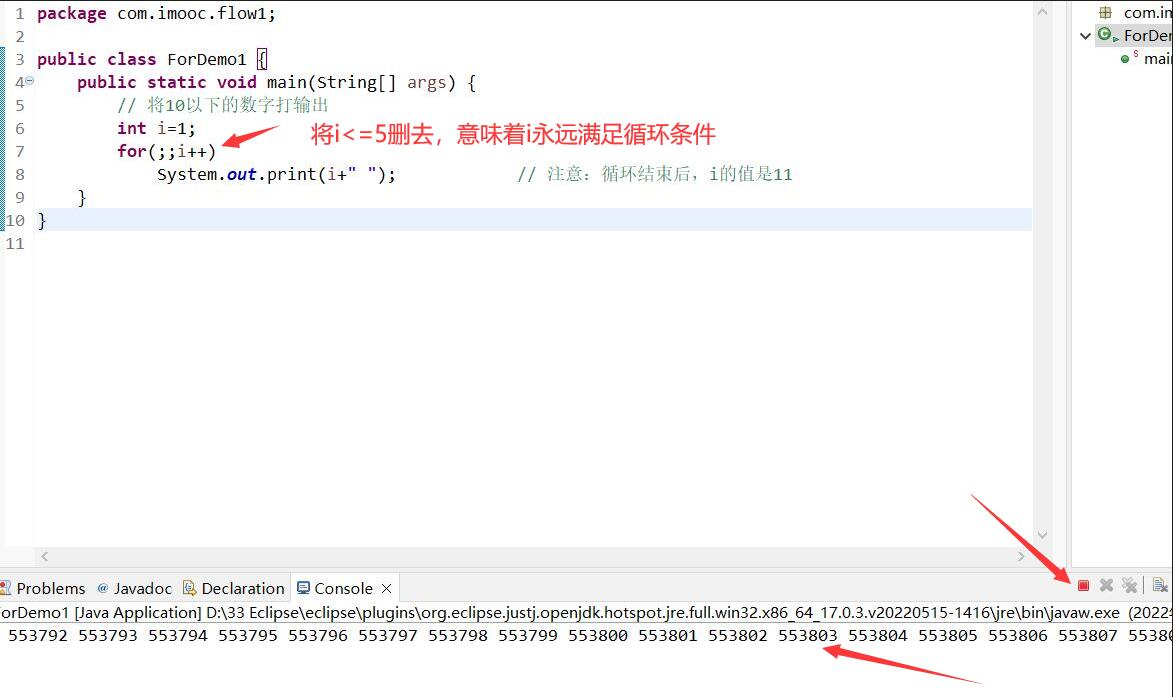 1 package com.imooc.flow1;
com.im
2
3 public class ForDemo1 {
ForDer
4 public static void main(String[] args) {
mai
5 // 将10以下的数字打输出
6 int i=1;
将i<=5删去，意味着i永远满足循环条件
7 for(;;i++)
8 System.out.print(i+" "); // 注意：循环结束后，i的值是11
9 }
10 }
11
Problems @ Javadoc Declaration Console
orDemo1 [Java Application] D:\33 Eclipse\eclipse\plugins\org.eclipse.justj.openjdk.hotspot.jre.full.win32.x86_64_17.0.3.v20220515-1416\jre\bin\javaw.exe (2022
553792 553793 553794 553795 553796 553797 553798 553799 553800 553801 553802 553803 553804 553805 553806 553807 5538